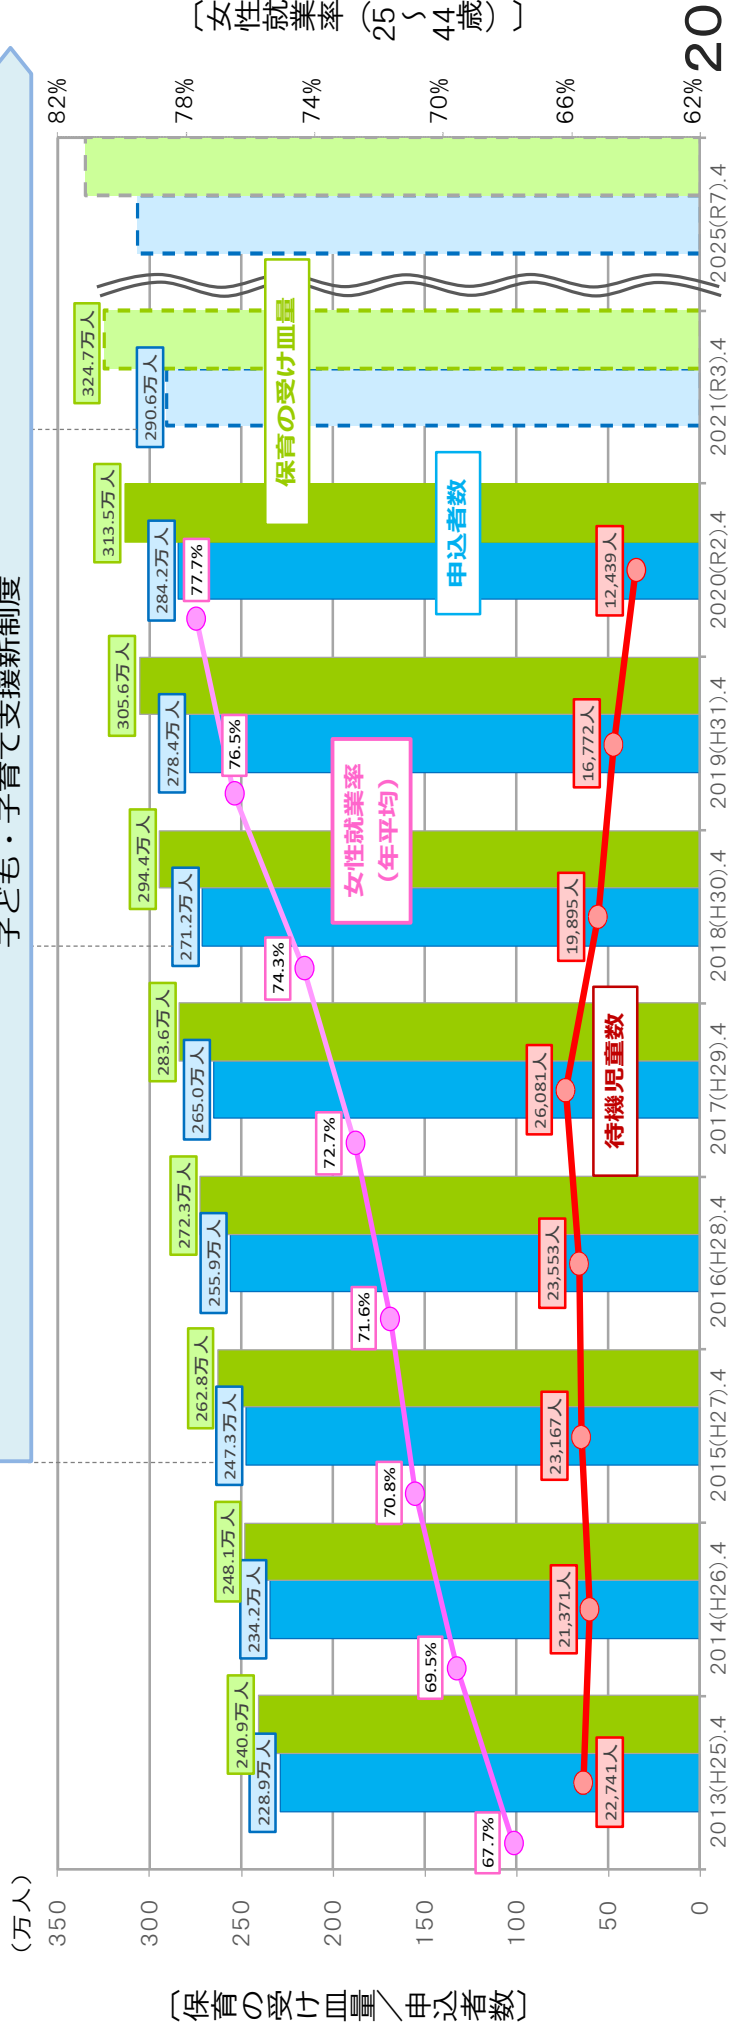 子ども・子育て支援新制度
(万人)
〔保育の受け皿量/申込者数〕
〔女性就業率(25~44歳)〕
350
300
250
200
150
100
50
0
82%
78%
74%
70%
66%
62%
240.9万人
228.9万人
67.7%
22,741人
248.1万人
234.2万人
69.5%
21,371人
262.8万人
247.3万人
70.8%
23,167人
272.3万人
255.9万人
71.6%
23,553人
283.6万人
265.0万人
72.7%
26,081人
294.4万人
271.2万人
74.3%
19,895人
305.6万人
278.4万人
76.5%
16,772人
313.5万人
284.2万人
77.7%
12,439人
324.7万人
290.6万人
保育の受け皿量
申込者数
女性就業率
(年平均)
待機児童数
2013(H25).4
2014(H26).4
2015(H27).4
2016(H28).4
2017(H29).4
2018(H30).4
2019(H31).4
2020(R2).4
2021(R3).4
2025(R7).4
20